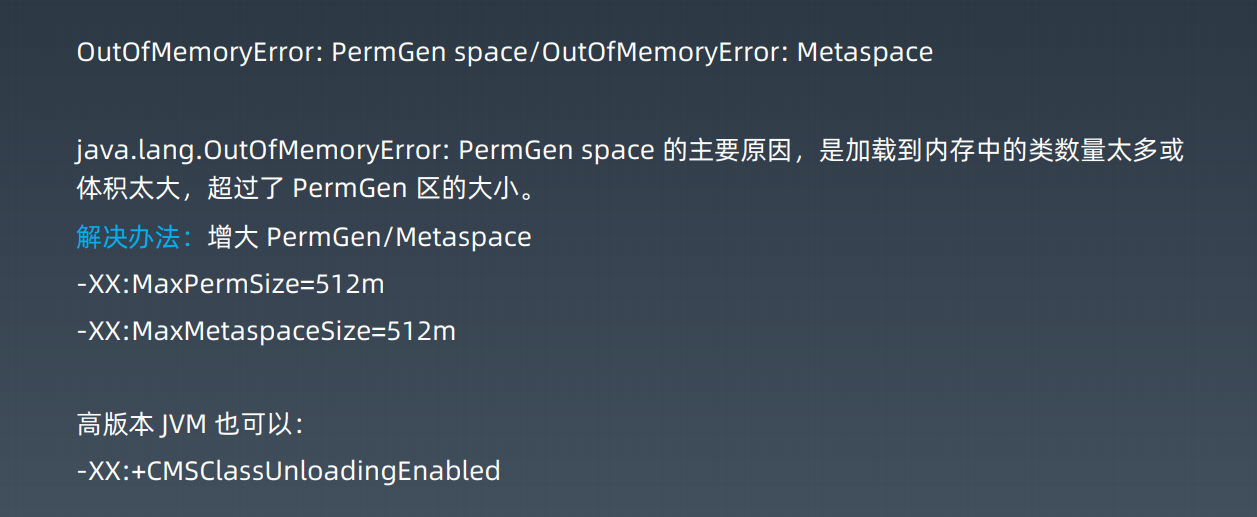 OutOfMemoryError: PermGen space/OutOfMemoryError: Metaspace
java.lang.OutOfMemoryError: PermGen space 的主要原因，是加载到内存中的类数量太多或
体积太大，超过了 PermGen 区的大小。
解决办法：增大 PermGen/Metaspace
-XX:MaxPermSize=512m
-XX:MaxMetaspaceSize=512m
高版本 JVM 也可以：
-XX:+CMSClassUnloadingEnabled